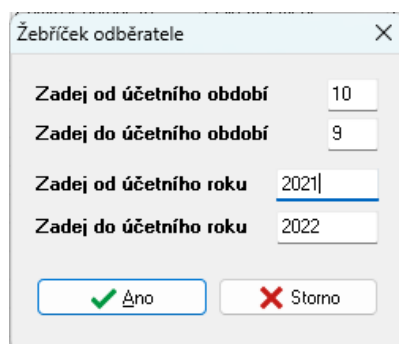 Žebříček odběratele
Zadej od účetního období 10
Zadej do účetního období 9
Zadej od účetního roku 2021
Zadej do účetního roku 2022
Ano Storno